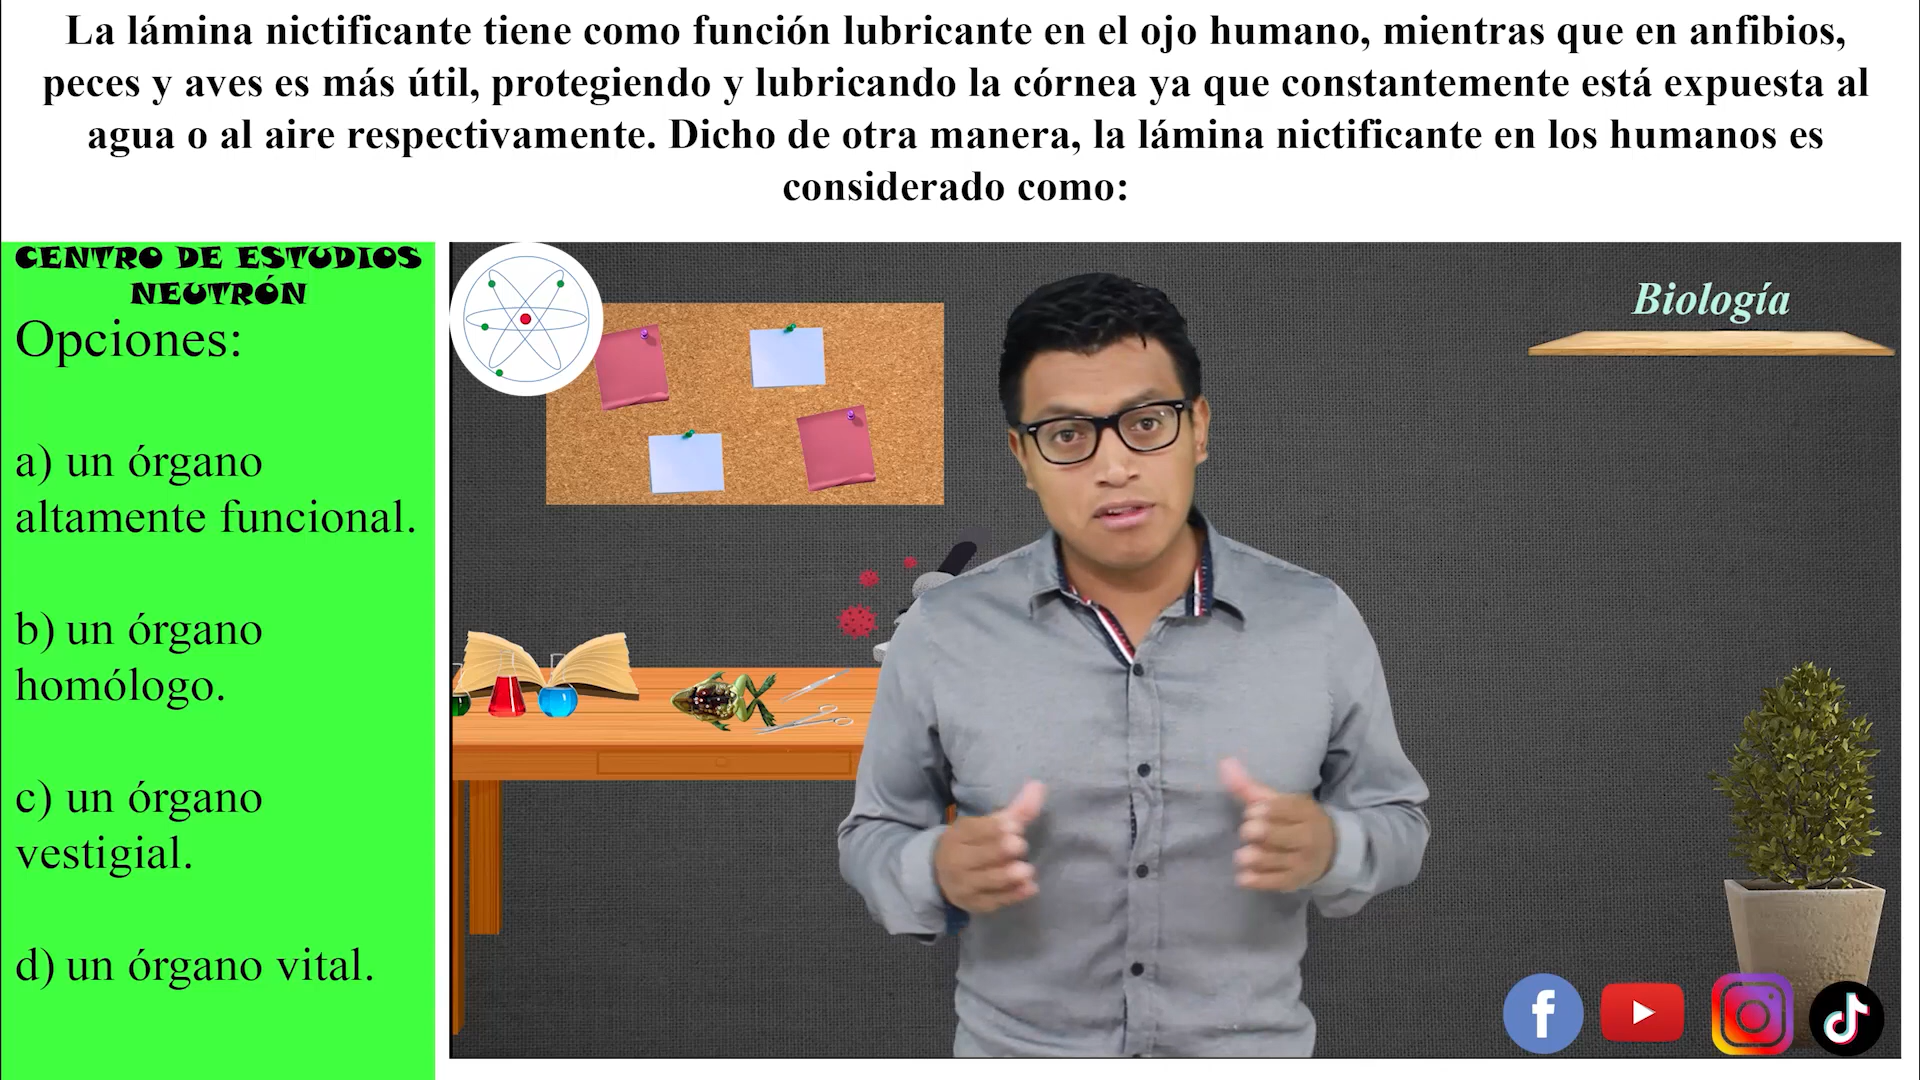 La lámina nictificante tiene como función lubricante en el ojo humano, mientras que en anfibios,
peces y aves es más útil, protegiendo y lubricando la córnea ya que constantemente está expuesta al
agua o al aire respectivamente. Dicho de otra manera, la lámina nictificante en los humanos es
considerado como:
CENTRO DE ESTUDIOS
NEUTRÓN
Opciones:
a) un órgano
altamente funcional.
b) un órgano
homólogo.
c) un órgano
vestigial.
d) un órgano vital.
Biología